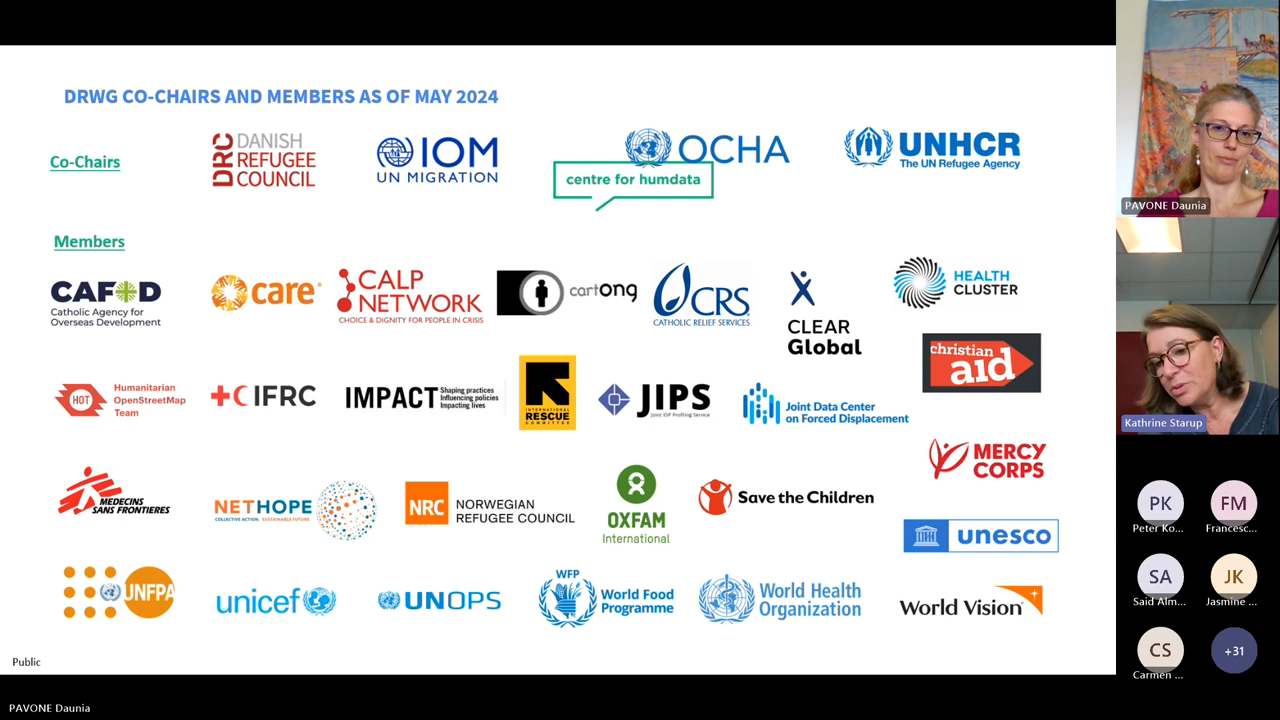 DRWG CO-CHAIRS AND MEMBERS AS OF MAY 2024
Co-Chairs
DRC
DANISH
REFUGEE
COUNCIL
IOM
UN MIGRATION
OCHA
centre for humdata
UNHCR
The UN Refugee Agency
Members
CAFOD
Catholic Agency for
Overseas Development
care
CALP
NETWORK
CHOICE & DIGNITY FOR PEOPLE IN CRISIS
cartONG
CRS
CATHOLIC RELIEF SERVICES
CLEAR
Global
HEALTH
CLUSTER
christian
aid
HOT
Humanitarian
OpenStreetMap
Team
IFRC
IMPACT
Shaping practices
Influencing policies
Impacting lives
INTERNATIONAL
RESCUE
COMMITTEE
JIPS
Joint IDP Profiling Service
Joint Data Center
on Forced Displacement
MERCY
CORPS
MEDECINS
SANS FRONTIERES
NETHOPE
COLLECTIVE ACTION. SUSTAINABLE FUTURE.
NRC
NORWEGIAN
REFUGEE COUNCIL
OXFAM
International
Save the Children
unesco
UNFPA
unicef
UNOPS
WFP
World Food
Programme
World Health
Organization
World Vision
Public
PAVONE Daunia
PAVONE Daunia
Kathrine Starup
PK
Peter Ko...
FM
Francesc...
SA
Said Alm...
JK
Jasmine ...
CS
Carmen ...
+31